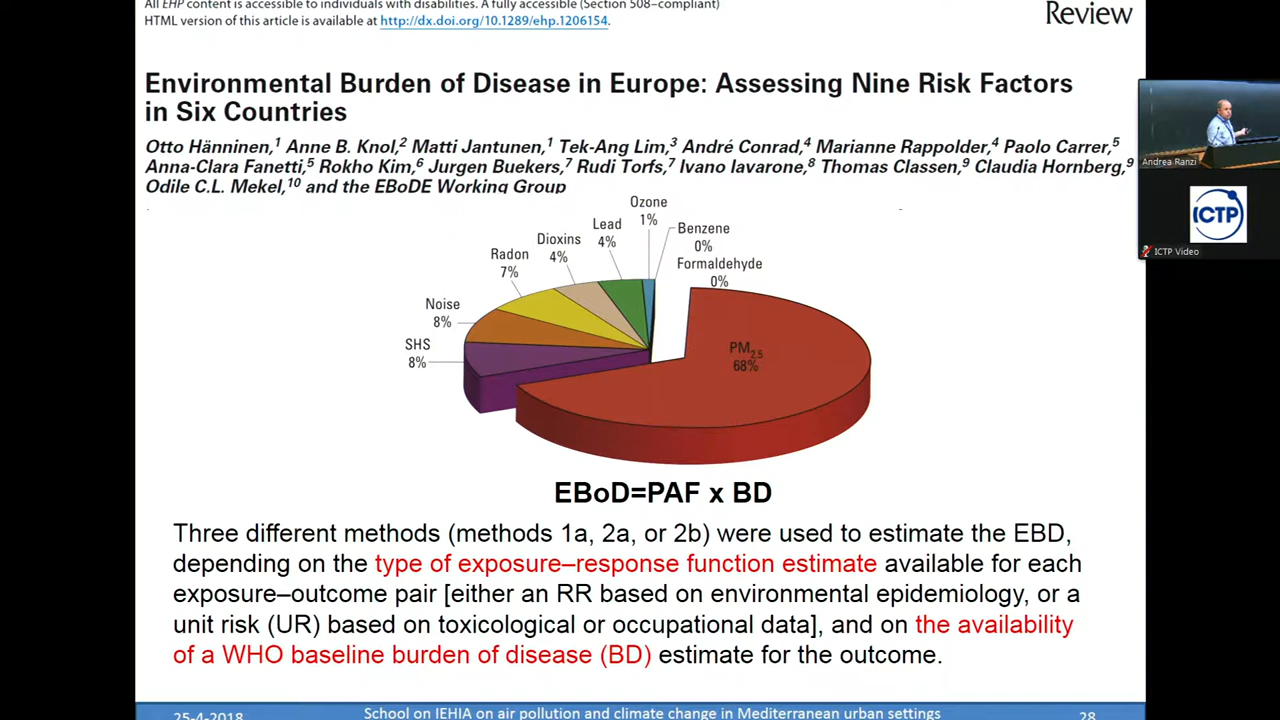 All EHP content is accessible to individuals with disabilities. A fully accessible (Section 508–compliant)
HTML version of this article is available at http://dx.doi.org/10.1289/ehp.1206154.
Review
Environmental Burden of Disease in Europe: Assessing Nine Risk Factors
in Six Countries
Otto Hänninen,1 Anne B. Knol,2 Matti Jantunen,1 Tek-Ang Lim,3 André Conrad,4 Marianne Rappolder,4 Paolo Carrer,5
Anna-Clara Fanetti,5 Rokho Kim,6 Jurgen Buekers,7 Rudi Torfs,7 Ivano Iavarone,8 Thomas Classen,9 Claudia Hornberg,9
Odile C.L. Mekel,10 and the EBoDE Working Group
Andrea Ranzi
ICTP
ICTP Video
Ozone
1%
Benzene
0%
Lead
4%
Dioxins
4%
Formaldehyde
0%
Radon
7%
Noise
8%
SHS
8%
PM2.5
68%
EBoD=PAF x BD
Three different methods (methods 1a, 2a, or 2b) were used to estimate the EBD,
depending on the type of exposure–response function estimate available for each
exposure–outcome pair [either an RR based on environmental epidemiology, or a
unit risk (UR) based on toxicological or occupational data], and on the availability
of a WHO baseline burden of disease (BD) estimate for the outcome.
25-4-2018
School on IEHIA on air pollution and climate change in Mediterranean urban settings
28